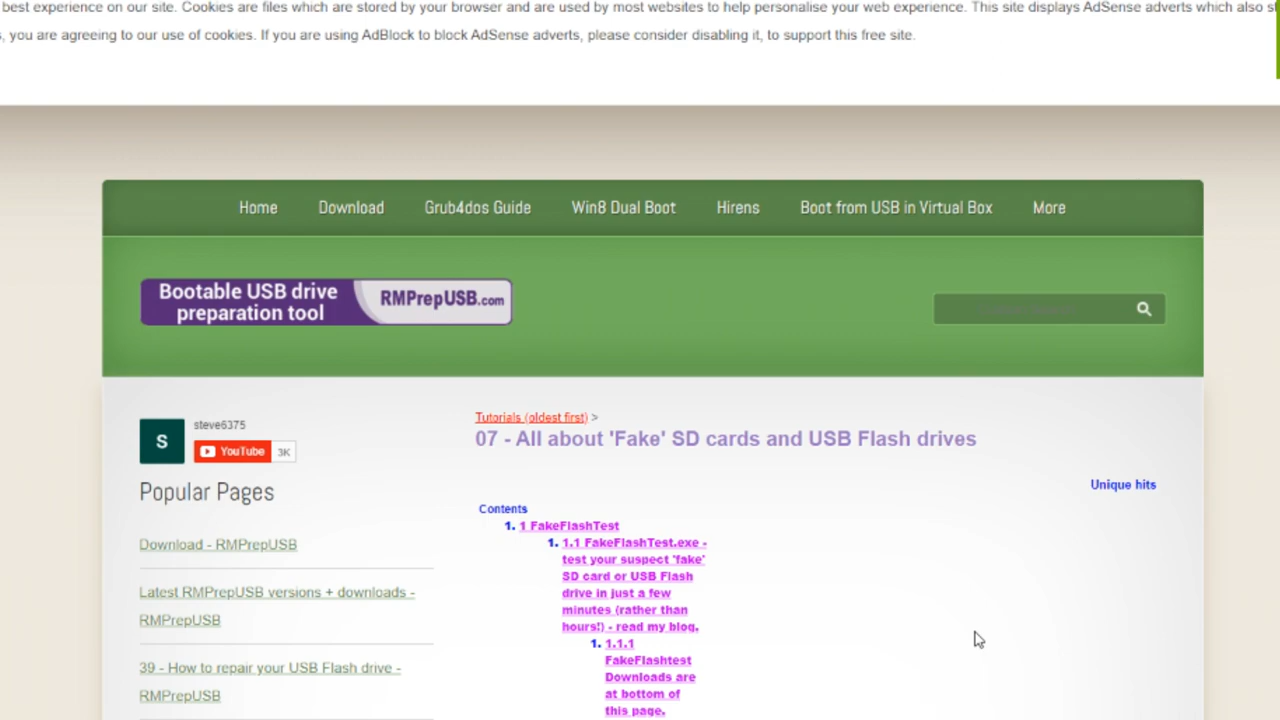 best experience on our site. Cookies are files which are stored by your browser and are used by most websites to help personalise your web experience. This site displays AdSense adverts which also
, you are agreeing to our use of cookies. If you are using AdBlock to block AdSense adverts, please consider disabling it, to support this free site.
Home Download Grub4dos Guide Win8 Dual Boot Hirens Boot from USB in Virtual Box More
Bootable USB drive
preparation tool
RMPrepUSB.com
Tutorials (oldest first) >
07 - All about 'Fake' SD cards and USB Flash drives
S
steve6375
YouTube 3K
Unique hits
Popular Pages
Download - RMPrepUSB
Latest RMPrepUSB versions + downloads -
RMPrepUSB
39 - How to repair your USB Flash drive -
RMPrepUSB
Contents
1. 1 FakeFlashTest
1. 1.1 FakeFlashTest.exe -
test your suspect 'fake'
SD card or USB Flash
drive in just a few
minutes (rather than
hours!) - read my blog.
1. 1.1.1
FakeFlashtest
Downloads are
at bottom of
this page.